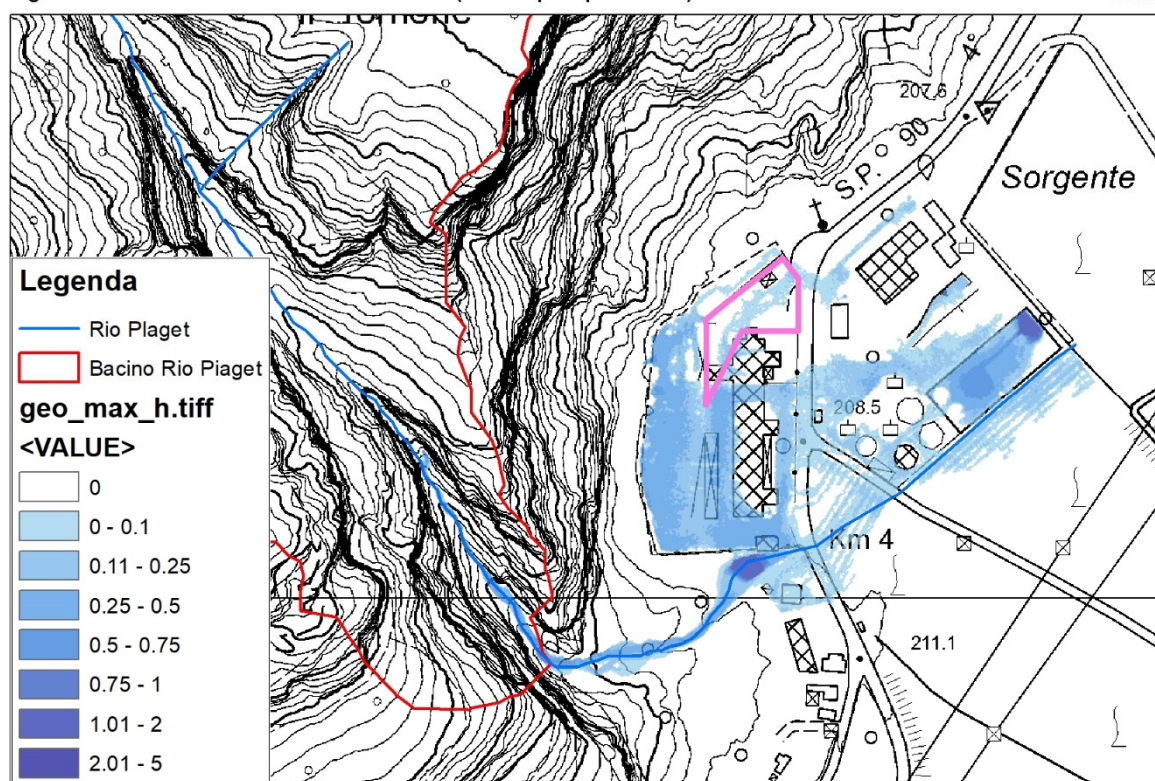 207.6
S.P. 90
4°
Sorgente
Legenda
Rio Plaget
Bacino Rio Piaget
geo_max_h.tiff
<VALUE>
0
0 - 0.1
0.11 - 0.25
0.25 - 0.5
0.5 - 0.75
0.75 - 1
1.01 - 2
2.01 - 5
208.5
Km 4
211.1